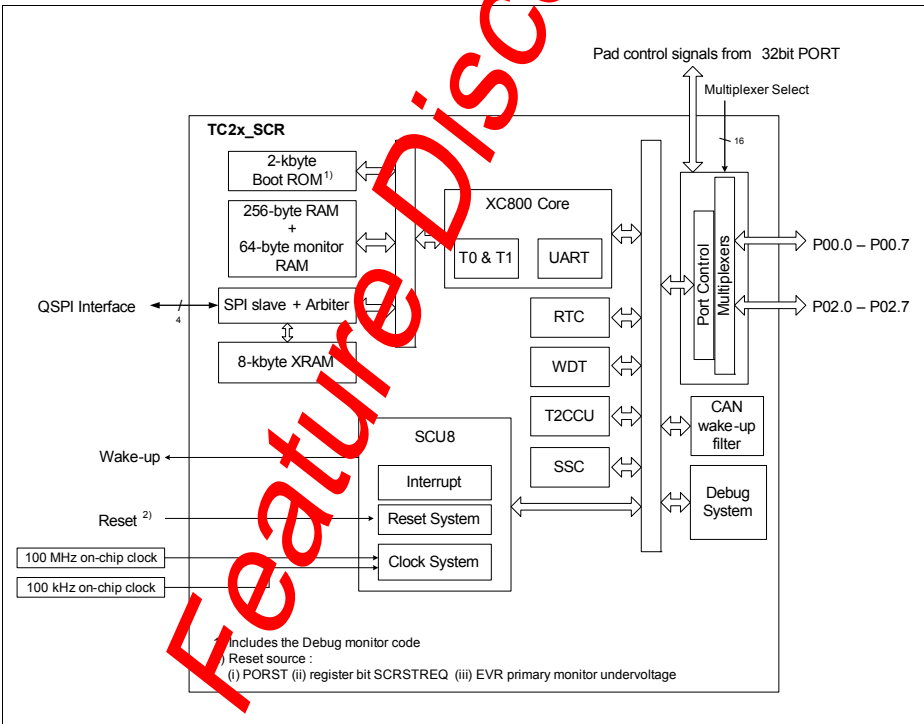 Pad control signals from 32bit PORT
Multiplexer Select
16
TC2x_SCR
2-kbyte
Boot ROM 1)
256-byte RAM
+
64-byte monitor
RAM
XC800 Core
T0 & T1
UART
Port Control
Multiplexers
P00.0 – P00.7
P02.0 – P02.7
QSPI Interface
4
SPI slave + Arbiter
8-kbyte XRAM
RTC
WDT
T2CCU
SSC
CAN
wake-up
filter
Debug
System
SCU8
Interrupt
Reset System
Clock System
Wake-up
Reset 2)
100 MHz on-chip clock
100 kHz on-chip clock
Includes the Debug monitor code
) Reset source :
(i) PORST (ii) register bit SCRSTREQ (iii) EVR primary monitor undervoltage
Feature Disc